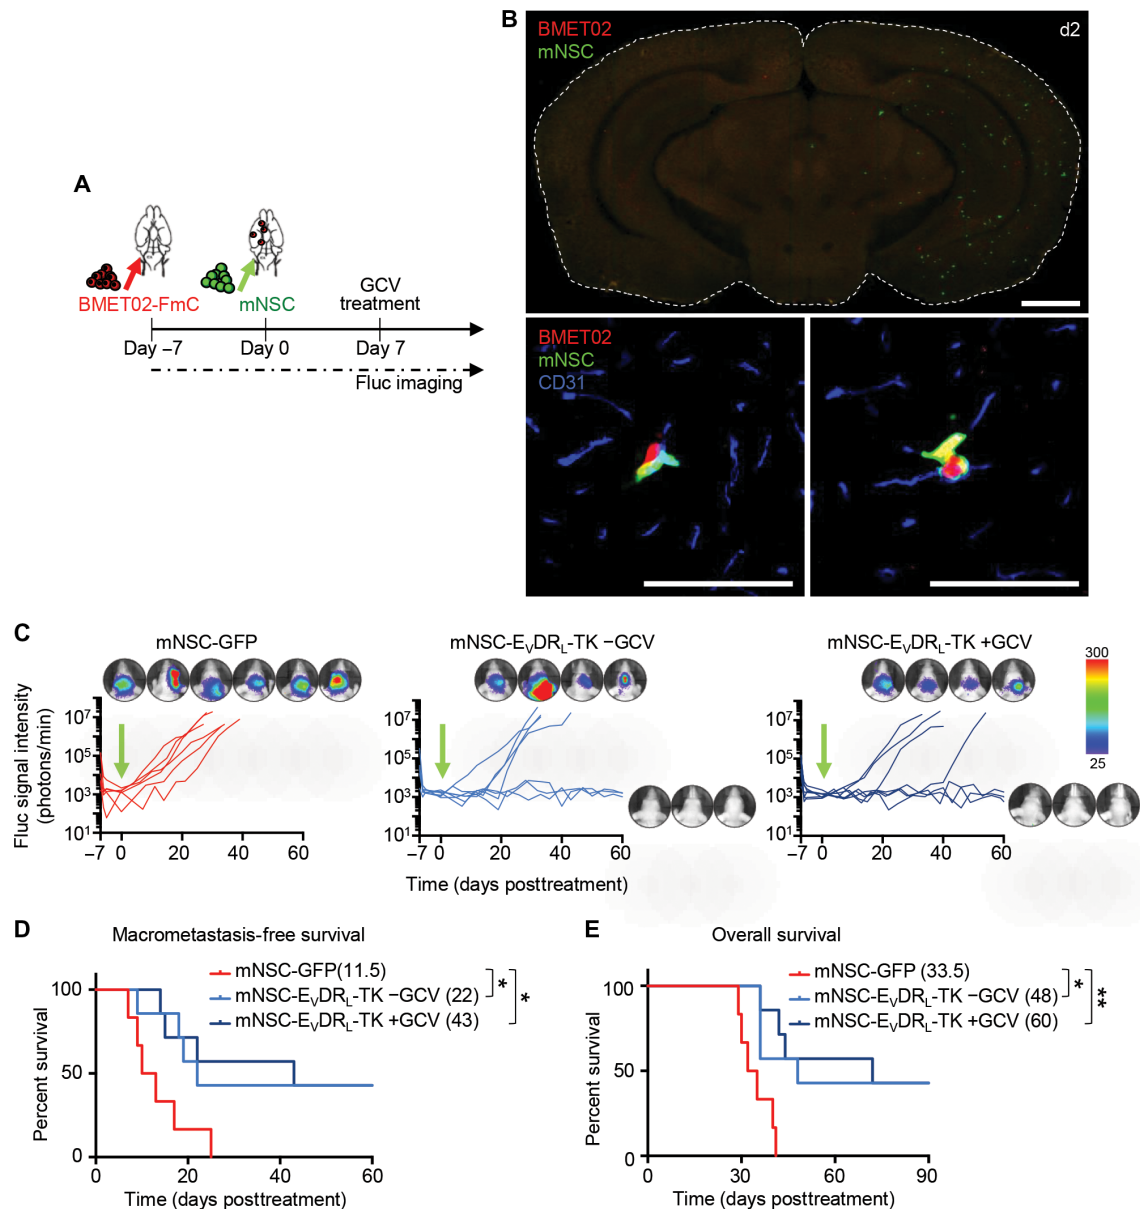 A
BMET02-FmC
mNSC
GCV
treatment
Day –7
Day 0
Day 7
Fluc imaging
B
BMET02
mNSC
d2
BMET02
mNSC
CD31
C
mNSC-GFP
mNSC-EVDRL-TK –GCV
mNSC-EVDRL-TK +GCV
Fluc signal intensity
(photons/min)
10^7
10^5
10^3
10^1
–7 0 20 40 60
10^7
10^5
10^3
10^1
–7 0 20 40 60
10^7
10^5
10^3
10^1
–7 0 20 40 60
300
25
Time (days posttreatment)
D
Macrometastasis-free survival
mNSC-GFP(11.5)
mNSC-EVDRL-TK –GCV (22)
mNSC-EVDRL-TK +GCV (43)
*
*
Percent survival
100
50
0
0 20 40 60
Time (days posttreatment)
E
Overall survival
mNSC-GFP (33.5)
mNSC-EVDRL-TK –GCV (48)
mNSC-EVDRL-TK +GCV (60)
*
**
Percent survival
100
50
0
0 30 60 90
Time (days posttreatment)